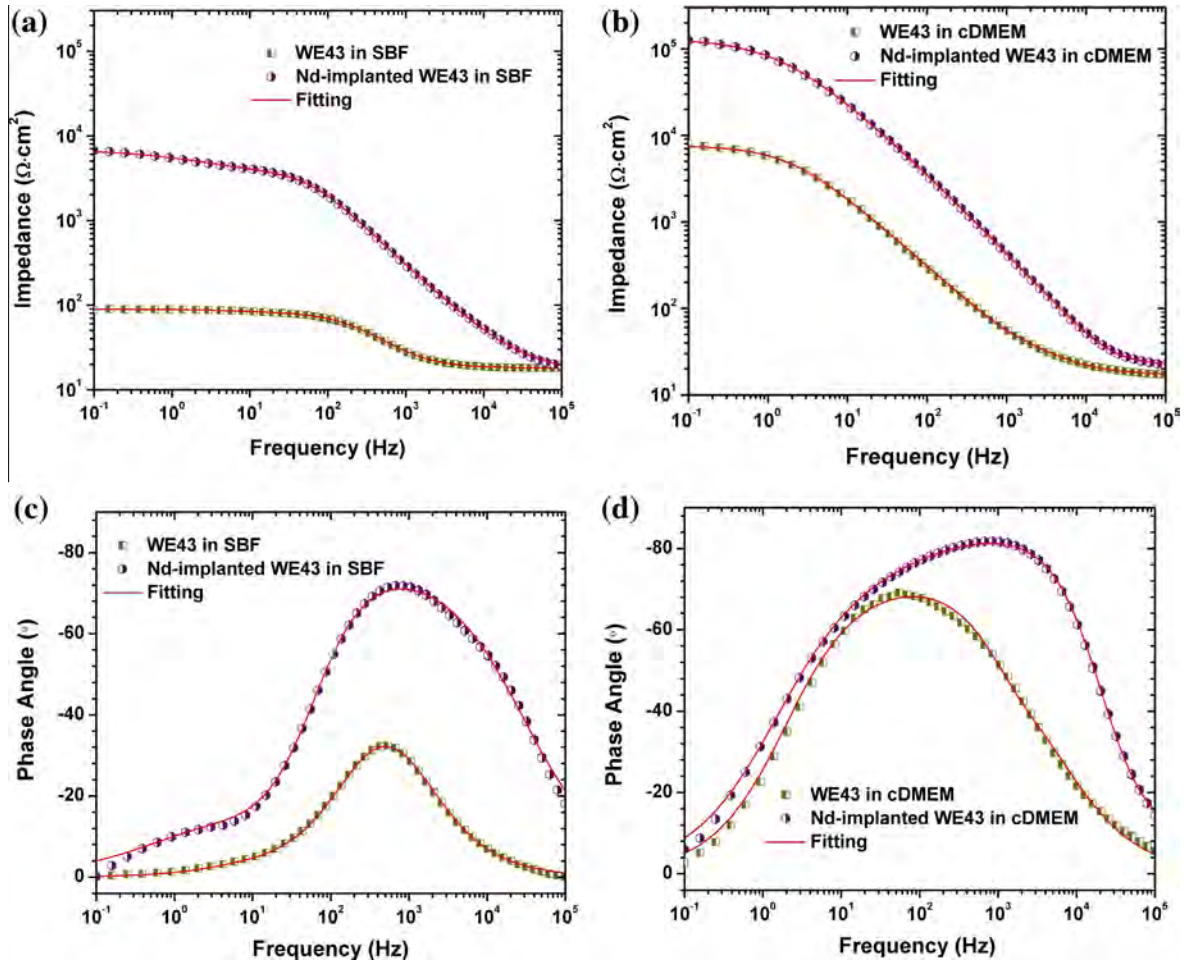 (a)
WE43 in SBF
Nd-implanted WE43 in SBF
Fitting
Impedance (Ω·cm²)
10⁵
10⁴
10³
10²
10¹
10⁻¹ 10⁰ 10¹ 10² 10³ 10⁴ 10⁵
Frequency (Hz)
(b)
WE43 in cDMEM
Nd-implanted WE43 in cDMEM
Fitting
Impedance (Ω·cm²)
10⁵
10⁴
10³
10²
10¹
10⁻¹ 10⁰ 10¹ 10² 10³ 10⁴ 10⁵
Frequency (Hz)
(c)
WE43 in SBF
Nd-implanted WE43 in SBF
Fitting
Phase Angle (°)
-80
-60
-40
-20
0
10⁻¹ 10⁰ 10¹ 10² 10³ 10⁴ 10⁵
Frequency (Hz)
(d)
Phase Angle (°)
-80
-60
-40
-20
0
WE43 in cDMEM
Nd-implanted WE43 in cDMEM
Fitting
10⁻¹ 10⁰ 10¹ 10² 10³ 10⁴ 10⁵
Frequency (Hz)